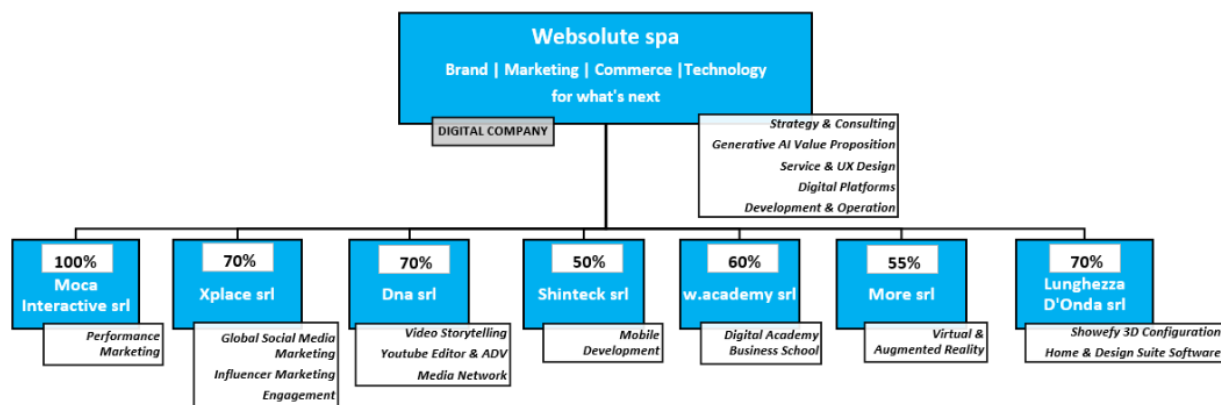 Websolute spa
Brand | Marketing | Commerce |Technology
for what's next
DIGITAL COMPANY
Strategy & Consulting
Generative AI Value Proposition
Service & UX Design
Digital Platforms
Development & Operation
100%
Moca
Interactive srl
Performance
Marketing
70%
Xplace srl
Global Social Media
Marketing
Influencer Marketing
Engagement
70%
Dna srl
Video Storytelling
Youtube Editor & ADV
Media Network
50%
Shinteck srl
Mobile
Development
60%
w.academy srl
Digital Academy
Business School
55%
More srl
Virtual &
Augmented Reality
70%
Lunghezza
D'Onda srl
Showefy 3D Configuration
Home & Design Suite Software